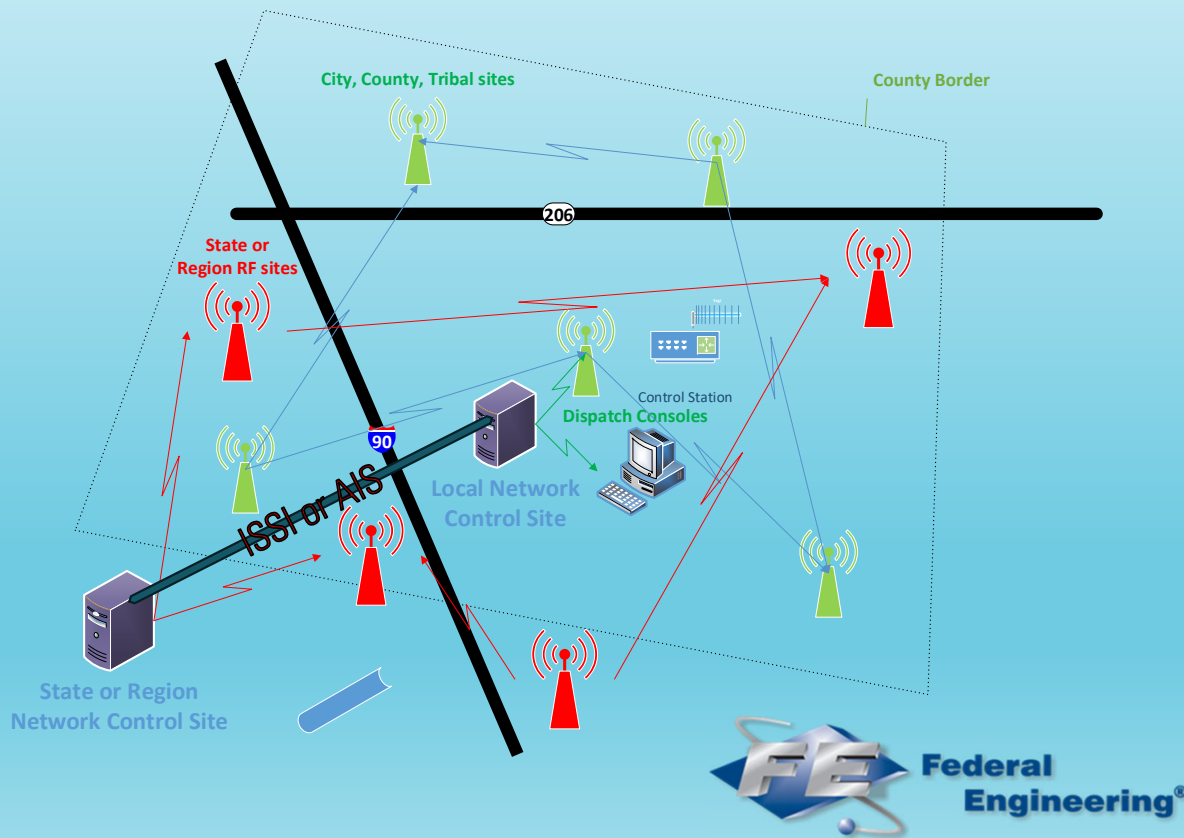 City, County, Tribal sites
County Border
206
State or
Region RF sites
Control Station
Dispatch Consoles
90
Local Network
Control Site
ISSI or AIS
State or Region
Network Control Site
FE
Federal
Engineering®